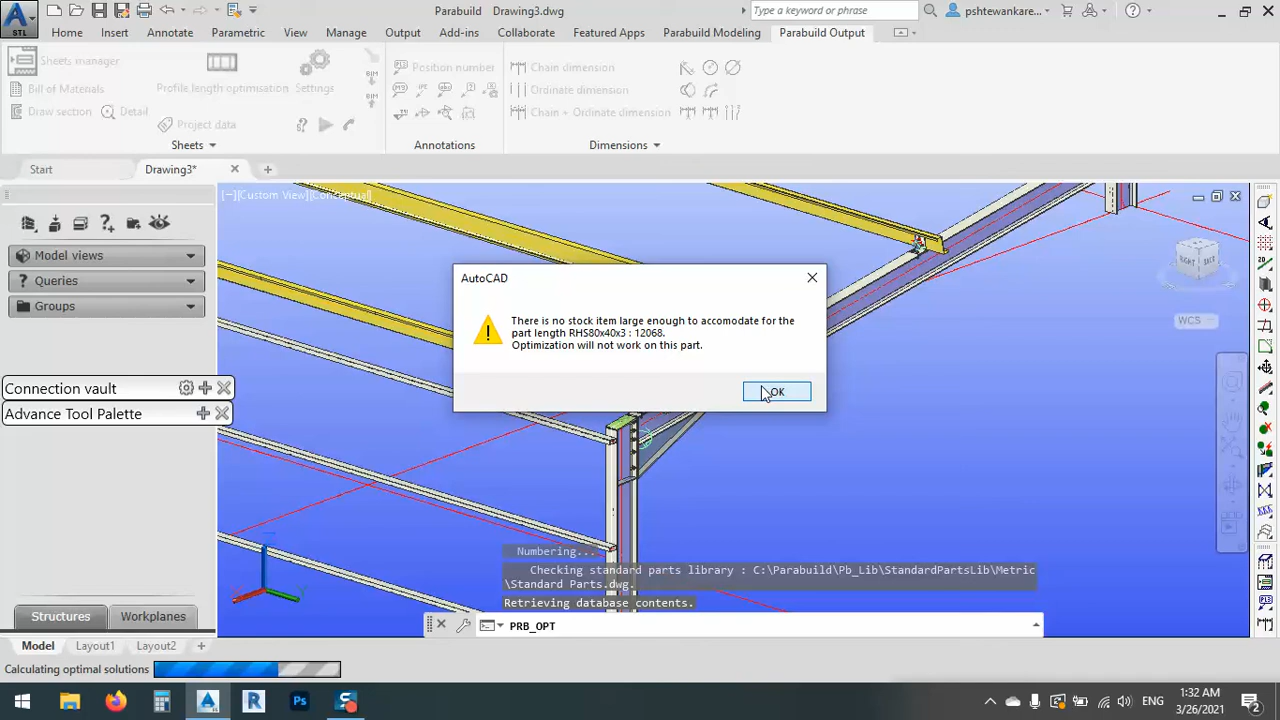 Parabuild Drawing3.dwg
Type a keyword or phrase
pshtewankare...
STL
Home Insert Annotate Parametric View Manage Output Add-ins Collaborate Featured Apps Parabuild Modeling Parabuild Output
Sheets manager
Bill of Materials
Draw section
Detail
Profile length optimisation
Settings
Project data
Position number
Chain dimension
Ordinate dimension
Chain + Ordinate dimension
Sheets
Annotations
Dimensions
Start
Drawing3*
[−][Custom View][Conceptual]
Model views
Queries
Groups
Connection vault
Advance Tool Palette
AutoCAD
There is no stock item large enough to accomodate for the
part length RHS80x40x3 : 12068.
Optimization will not work on this part.
OK
RIGHT
WCS
Numbering...
Checking standard parts library : C:\Parabuild\Pb_Lib\StandardPartsLib\Metric
\Standard Parts.dwg.
Retrieving database contents.
PRB_OPT
Structures
Workplanes
Model Layout1 Layout2
Calculating optimal solutions
ENG
1:32 AM
3/26/2021
2